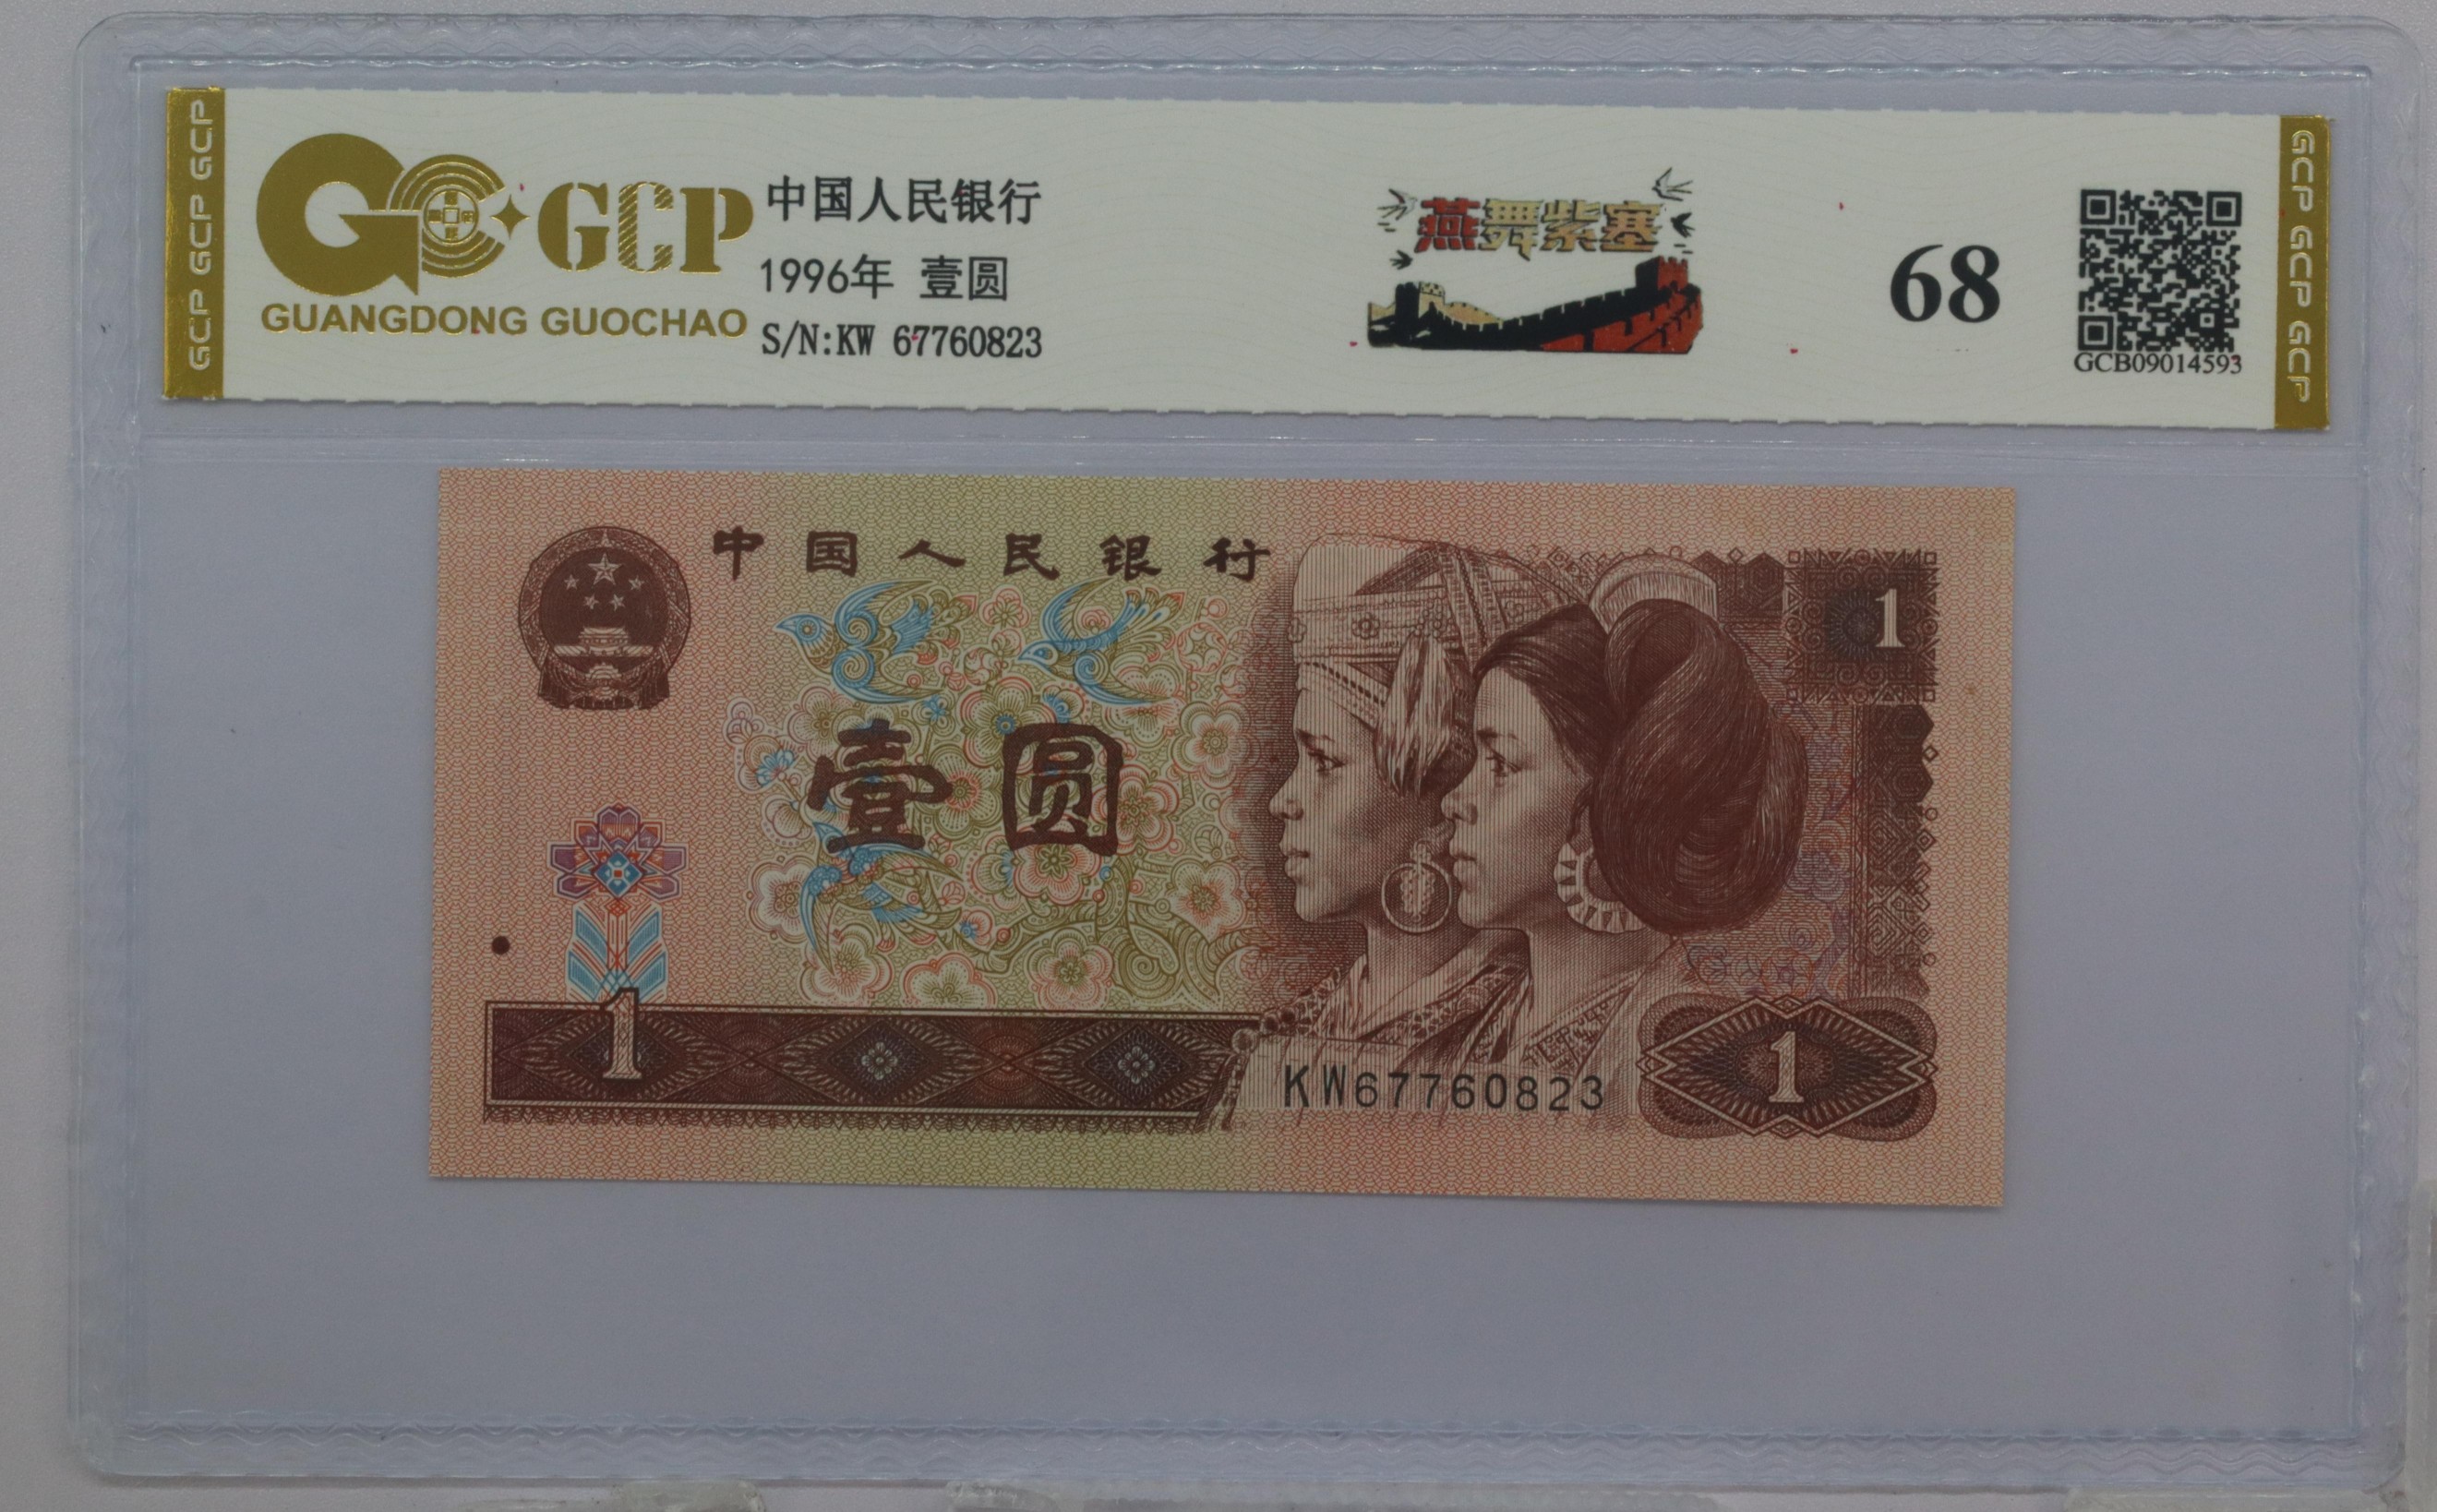 GCP GCP GCP
GCP
GUANGDONG GUOCHAO
中国人民银行
1996年 壹圆
S/N:KW 67760823
燕舞紫塞
68
GCB09014593
GCP GCP GCP
中国人民银行
1
壹圆
1
KW67760823
1